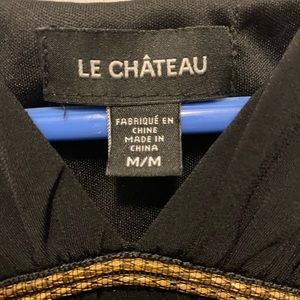 LE CHÂTEAU
FABRIQUÉ EN
CHINE
MADE IN
CHINA
M/M